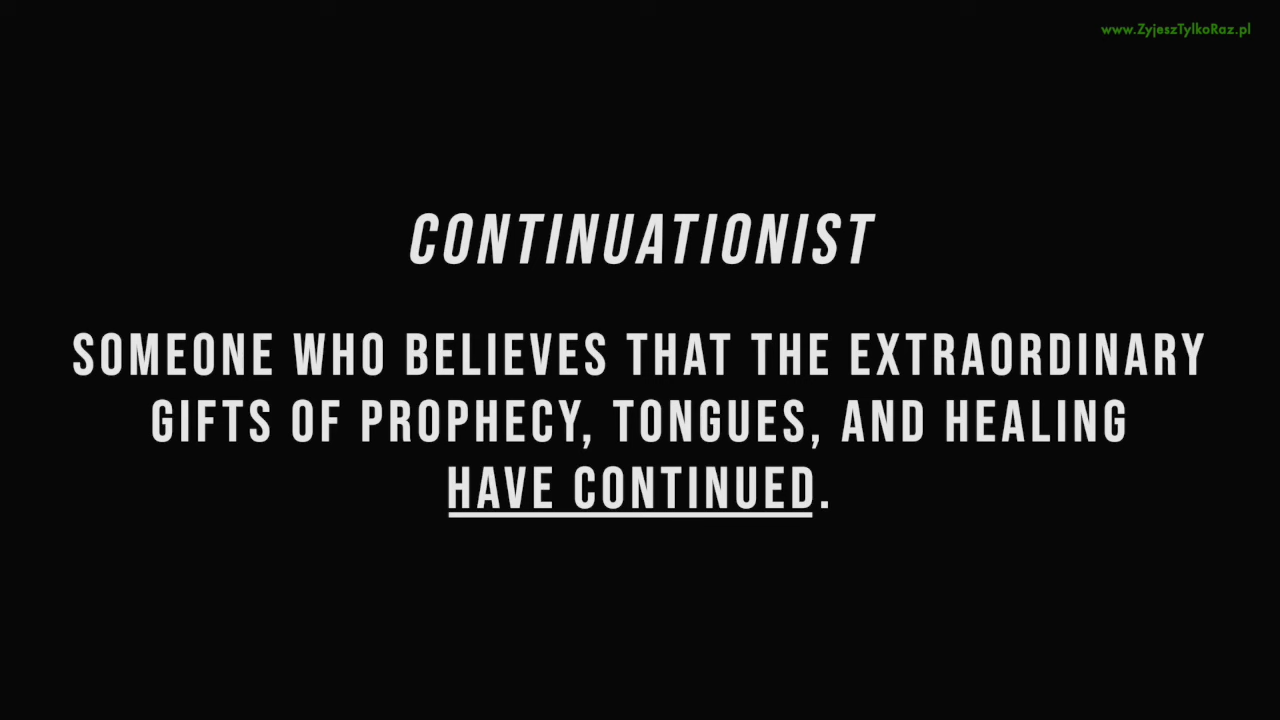 www.ZyjeszTylkoRaz.pl
CONTINUATIONIST
SOMEONE WHO BELIEVES THAT THE EXTRAORDINARY
GIFTS OF PROPHECY, TONGUES, AND HEALING
HAVE CONTINUED.